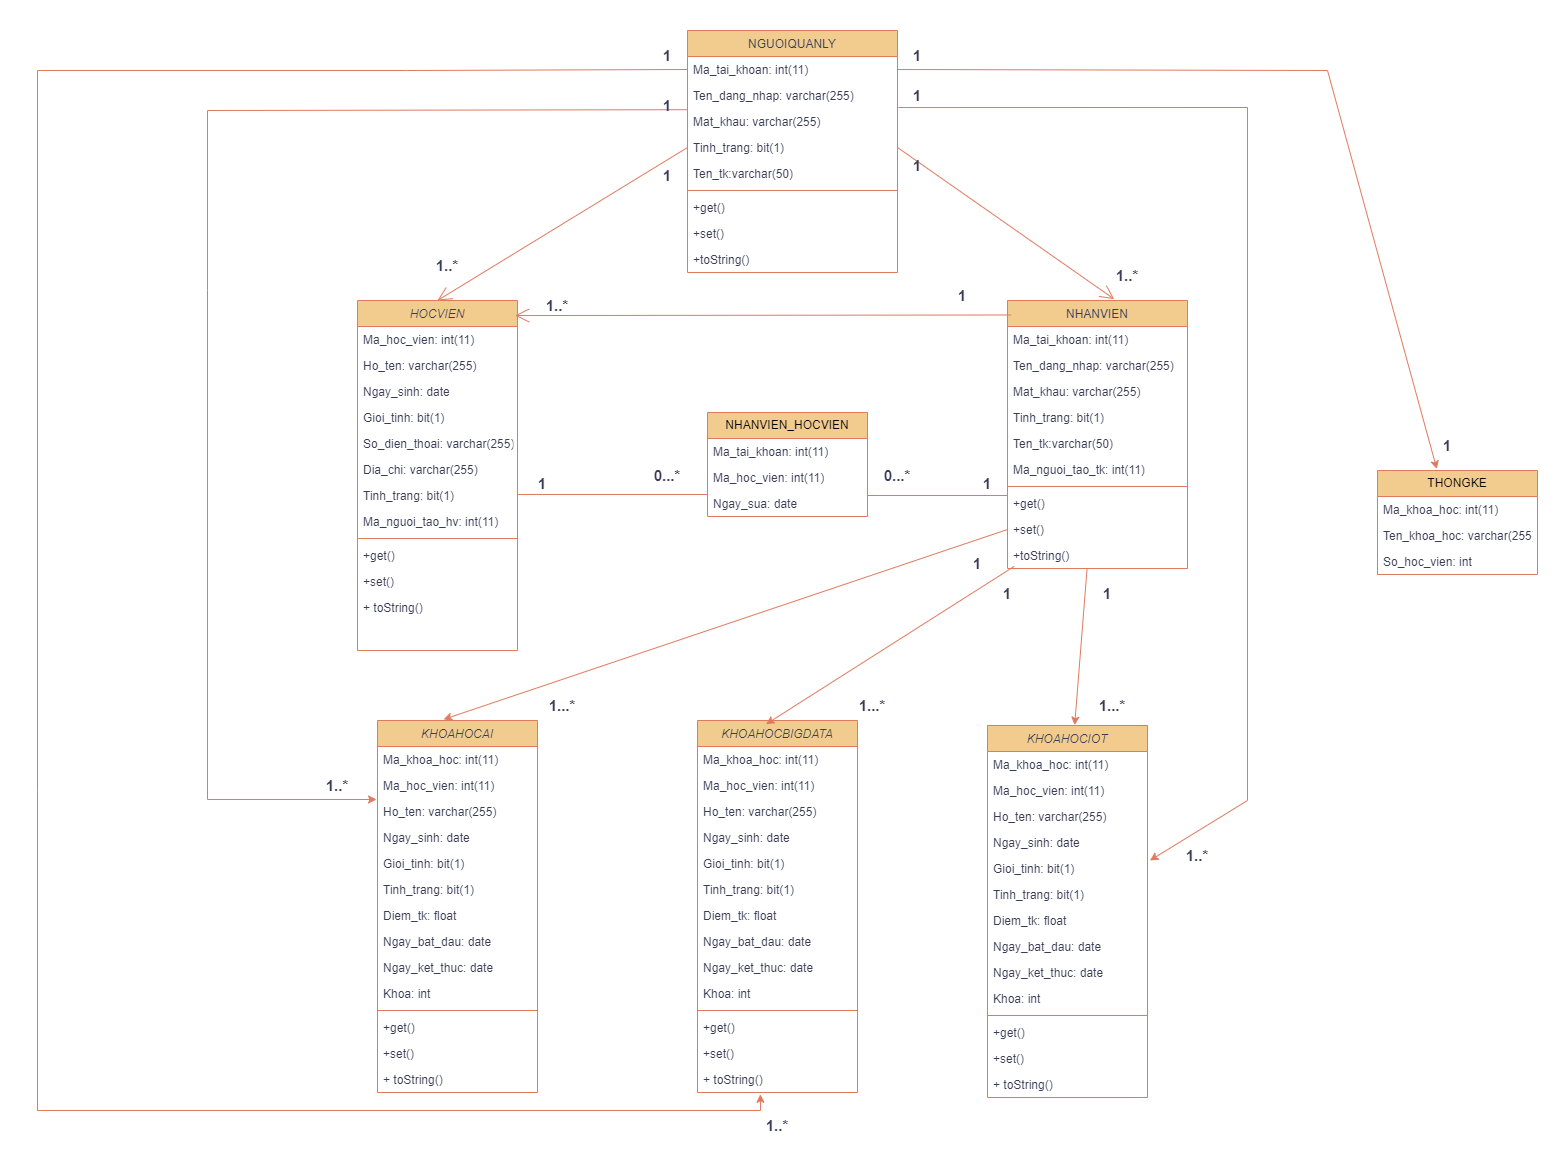 NGUOIQUANLY
Ma_tai_khoan: int(11)
Ten_dang_nhap: varchar(255)
Mat_khau: varchar(255)
Tinh_trang: bit(1)
Ten_tk:varchar(50)
+get()
+set()
+toString()
1
1
1
1
1
1
1..*
1..*
1..*
1
HOCVIEN
Ma_hoc_vien: int(11)
Ho_ten: varchar(255)
Ngay_sinh: date
Gioi_tinh: bit(1)
So_dien_thoai: varchar(255)
Dia_chi: varchar(255)
Tinh_trang: bit(1)
Ma_nguoi_tao_hv: int(11)
+get()
+set()
+ toString()
1
0...*
NHANVIEN_HOCVIEN
Ma_tai_khoan: int(11)
Ma_hoc_vien: int(11)
Ngay_sua: date
0...*
1
NHANVIEN
Ma_tai_khoan: int(11)
Ten_dang_nhap: varchar(255)
Mat_khau: varchar(255)
Tinh_trang: bit(1)
Ten_tk:varchar(50)
Ma_nguoi_tao_tk: int(11)
+get()
+set()
+toString()
1
THONGKE
Ma_khoa_hoc: int(11)
Ten_khoa_hoc: varchar(255
So_hoc_vien: int
1
1
1
1...*
1...*
1...*
1..*
KHOAHOCAI
Ma_khoa_hoc: int(11)
Ma_hoc_vien: int(11)
Ho_ten: varchar(255)
Ngay_sinh: date
Gioi_tinh: bit(1)
Tinh_trang: bit(1)
Diem_tk: float
Ngay_bat_dau: date
Ngay_ket_thuc: date
Khoa: int
+get()
+set()
+ toString()
KHOAHOCBIGDATA
Ma_khoa_hoc: int(11)
Ma_hoc_vien: int(11)
Ho_ten: varchar(255)
Ngay_sinh: date
Gioi_tinh: bit(1)
Tinh_trang: bit(1)
Diem_tk: float
Ngay_bat_dau: date
Ngay_ket_thuc: date
Khoa: int
+get()
+set()
+ toString()
1..*
KHOAHOCIOT
Ma_khoa_hoc: int(11)
Ma_hoc_vien: int(11)
Ho_ten: varchar(255)
Ngay_sinh: date
Gioi_tinh: bit(1)
Tinh_trang: bit(1)
Diem_tk: float
Ngay_bat_dau: date
Ngay_ket_thuc: date
Khoa: int
+get()
+set()
+ toString()
1..*